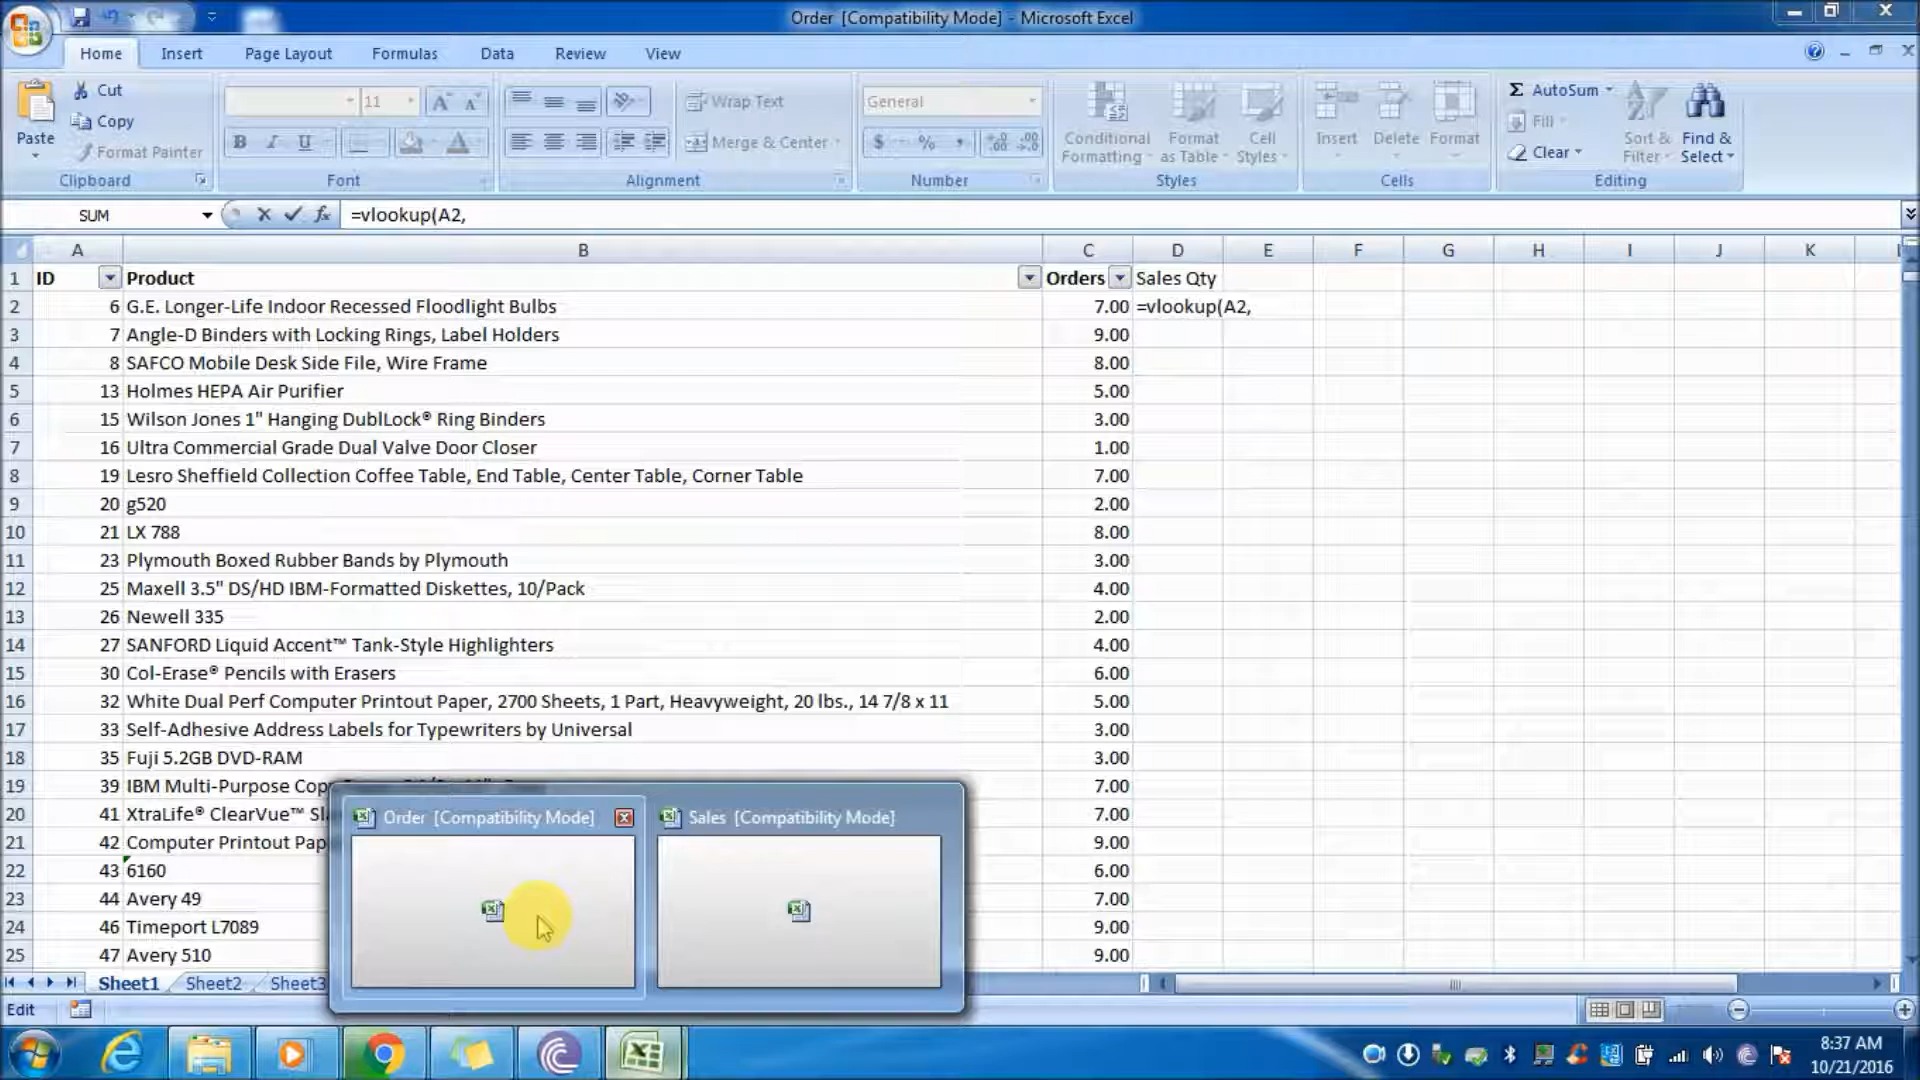 Order  [Compatibility Mode] - Microsoft Excel
Home Insert Page Layout Formulas Data Review View
Paste Cut Copy Format Painter Clipboard
11 B I U Font
Wrap Text Merge & Center Alignment
General $ % , Number
Conditional Formatting Format as Table Cell Styles Styles
Insert Delete Format Cells
Σ AutoSum Fill Clear Sort & Filter Find & Select Editing
SUM fx =vlookup(A2,
A B C D E F G H I J K
1 ID Product Orders Sales Qty
2 6 G.E. Longer-Life Indoor Recessed Floodlight Bulbs 7.00 =vlookup(A2,
3 7 Angle-D Binders with Locking Rings, Label Holders 9.00
4 8 SAFCO Mobile Desk Side File, Wire Frame 8.00
5 13 Holmes HEPA Air Purifier 5.00
6 15 Wilson Jones 1" Hanging DublLock® Ring Binders 3.00
7 16 Ultra Commercial Grade Dual Valve Door Closer 1.00
8 19 Lesro Sheffield Collection Coffee Table, End Table, Center Table, Corner Table 7.00
9 20 g520 2.00
10 21 LX 788 8.00
11 23 Plymouth Boxed Rubber Bands by Plymouth 3.00
12 25 Maxell 3.5" DS/HD IBM-Formatted Diskettes, 10/Pack 4.00
13 26 Newell 335 2.00
14 27 SANFORD Liquid Accent™ Tank-Style Highlighters 4.00
15 30 Col-Erase® Pencils with Erasers 6.00
16 32 White Dual Perf Computer Printout Paper, 2700 Sheets, 1 Part, Heavyweight, 20 lbs., 14 7/8 x 11 5.00
17 33 Self-Adhesive Address Labels for Typewriters by Universal 3.00
18 35 Fuji 5.2GB DVD-RAM 3.00
19 39 IBM Multi-Purpose Cop 7.00
20 41 XtraLife® ClearVue™ Sl 7.00
21 42 Computer Printout Pap 9.00
22 43 6160 6.00
23 44 Avery 49 7.00
24 46 Timeport L7089 9.00
25 47 Avery 510 9.00
Order  [Compatibility Mode] Sales  [Compatibility Mode]
Sheet1 Sheet2 Sheet3
Edit
8:37 AM
10/21/2016